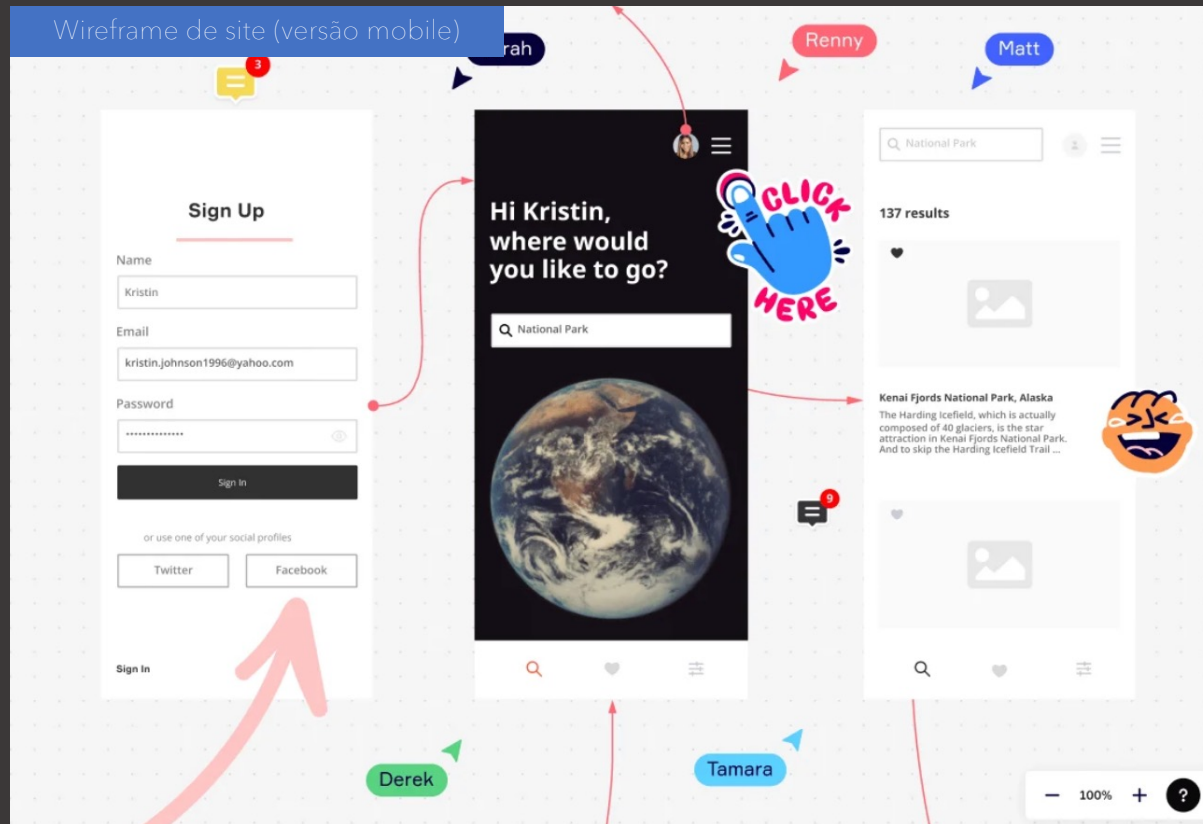 Wireframe de site (versão mobile)
rah
Renny
Matt
3
Sign Up
Name
Kristin
Email
kristin.johnson1996@yahoo.com
Password
Sign In
or use one of your social profiles
Twitter
Facebook
Sign In
Hi Kristin,
where would
you like to go?
National Park
CLICK
HERE
National Park
137 results
Kenai Fjords National Park, Alaska
The Harding Icefield, which is actually
composed of 40 glaciers, is the star
attraction in Kenai Fjords National Park.
And to skip the Harding Icefield Trail ...
9
Derek
Tamara
− 100% + ?